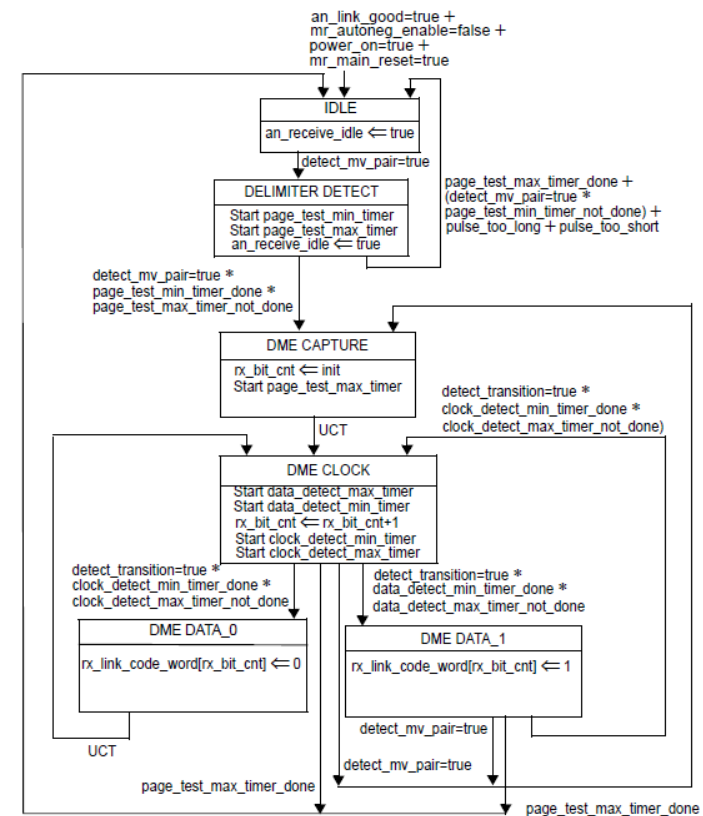 an_link_good=true +
mr_autoneg_enable=false +
power_on=true +
mr_main_reset=true
IDLE
an_receive_idle ⇐ true
detect_mv_pair=true
DELIMITER DETECT
Start page_test_min_timer
Start page_test_max_timer
an_receive_idle ⇐ true
page_test_max_timer_done +
(detect_mv_pair=true *
page_test_min_timer_not_done) +
pulse_too_long + pulse_too_short
detect_mv_pair=true *
page_test_min_timer_done *
page_test_max_timer_not_done
DME CAPTURE
rx_bit_cnt ⇐ init
Start page_test_max_timer
detect_transition=true *
clock_detect_min_timer_done *
clock_detect_max_timer_not_done)
UCT
DME CLOCK
Start data_detect_max_timer
Start data_detect_min_timer
rx_bit_cnt ⇐ rx_bit_cnt+1
Start clock_detect_min_timer
Start clock_detect_max_timer
detect_transition=true *
clock_detect_min_timer_done *
clock_detect_max_timer_not_done
detect_transition=true *
data_detect_min_timer_done *
data_detect_max_timer_not_done
DME DATA_0
rx_link_code_word[rx_bit_cnt] ⇐ 0
DME DATA_1
rx_link_code_word[rx_bit_cnt] ⇐ 1
UCT
detect_mv_pair=true
detect_mv_pair=true
page_test_max_timer_done
page_test_max_timer_done